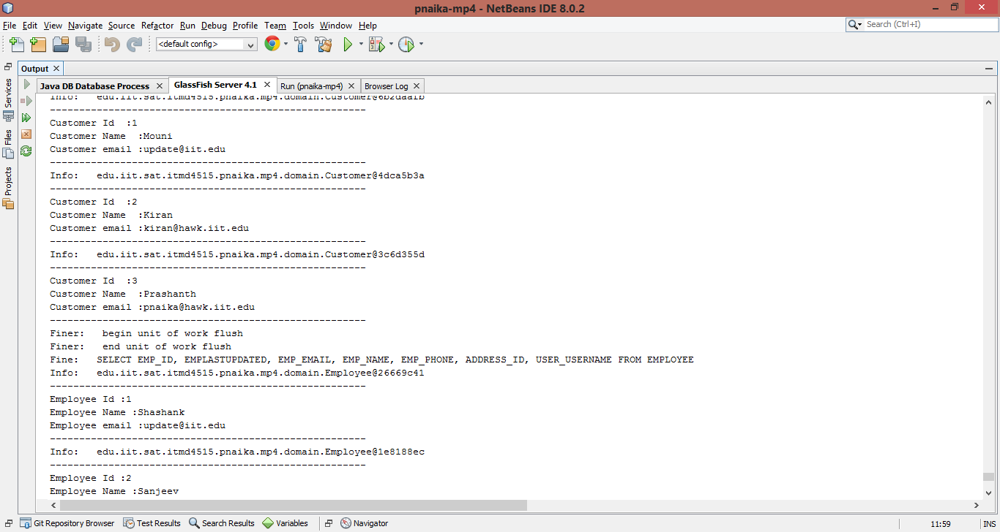 pnaika-mp4 - NetBeans IDE 8.0.2
File Edit View Navigate Source Refactor Run Debug Profile Team Tools Window Help
Search (Ctrl+I)
<default config>
Output
Java DB Database Process GlassFish Server 4.1 Run (pnaika-mp4) Browser Log
Services
Files
Projects
Info: edu.iit.sat.itmd4515.pnaika.mp4.domain.Customer@6b2daa1b
------------------------------------------------------
Customer Id :1
Customer Name :Mouni
Customer email :update@iit.edu
------------------------------------------------------
Info: edu.iit.sat.itmd4515.pnaika.mp4.domain.Customer@4dca5b3a
------------------------------------------------------
Customer Id :2
Customer Name :Kiran
Customer email :kiran@hawk.iit.edu
------------------------------------------------------
Info: edu.iit.sat.itmd4515.pnaika.mp4.domain.Customer@3c6d355d
------------------------------------------------------
Customer Id :3
Customer Name :Prashanth
Customer email :pnaika@hawk.iit.edu
------------------------------------------------------
Finer: begin unit of work flush
Finer: end unit of work flush
Fine: SELECT EMP_ID, EMPLASTUPDATED, EMP_EMAIL, EMP_NAME, EMP_PHONE, ADDRESS_ID, USER_USERNAME FROM EMPLOYEE
Info: edu.iit.sat.itmd4515.pnaika.mp4.domain.Employee@26669c41
------------------------------------------------------
Employee Id :1
Employee Name :Shashank
Employee email :update@iit.edu
------------------------------------------------------
Info: edu.iit.sat.itmd4515.pnaika.mp4.domain.Employee@1e8188ec
------------------------------------------------------
Employee Id :2
Employee Name :Sanjeev
Git Repository Browser Test Results Search Results Variables Navigator
11:59 INS